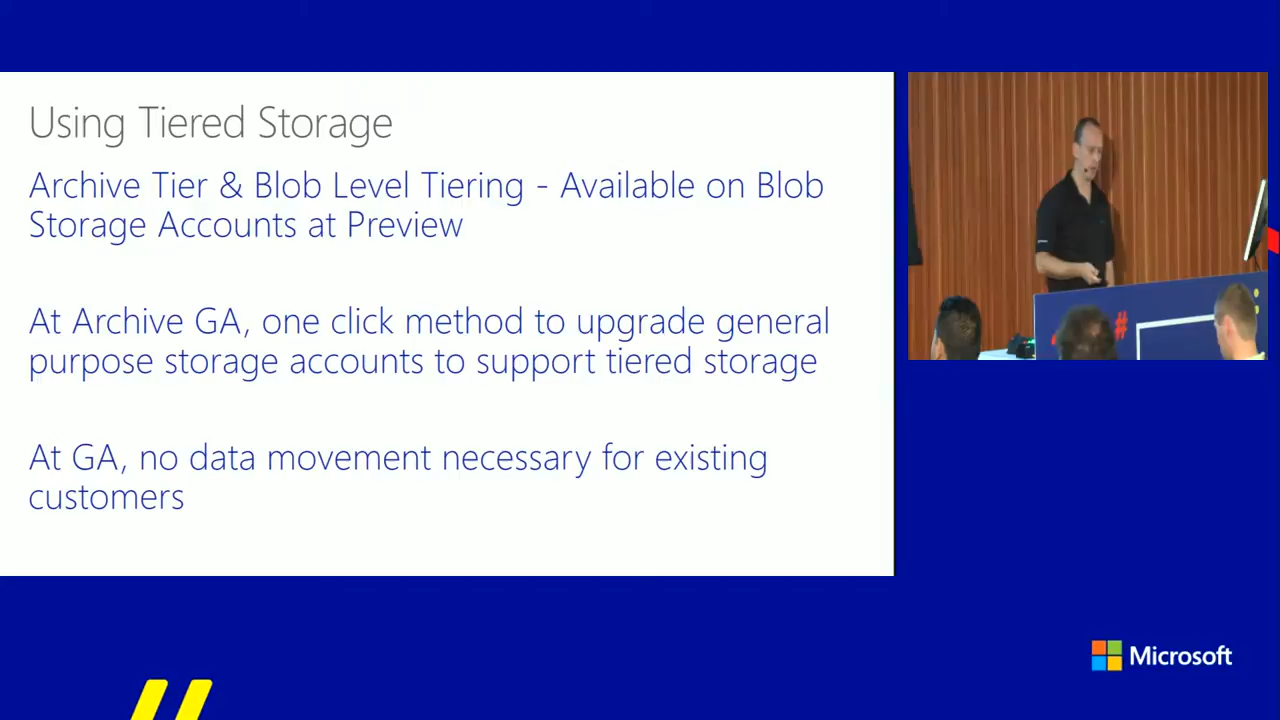 Using Tiered Storage
Archive Tier & Blob Level Tiering - Available on Blob
Storage Accounts at Preview
At Archive GA, one click method to upgrade general
purpose storage accounts to support tiered storage
At GA, no data movement necessary for existing
customers
#
Microsoft
//